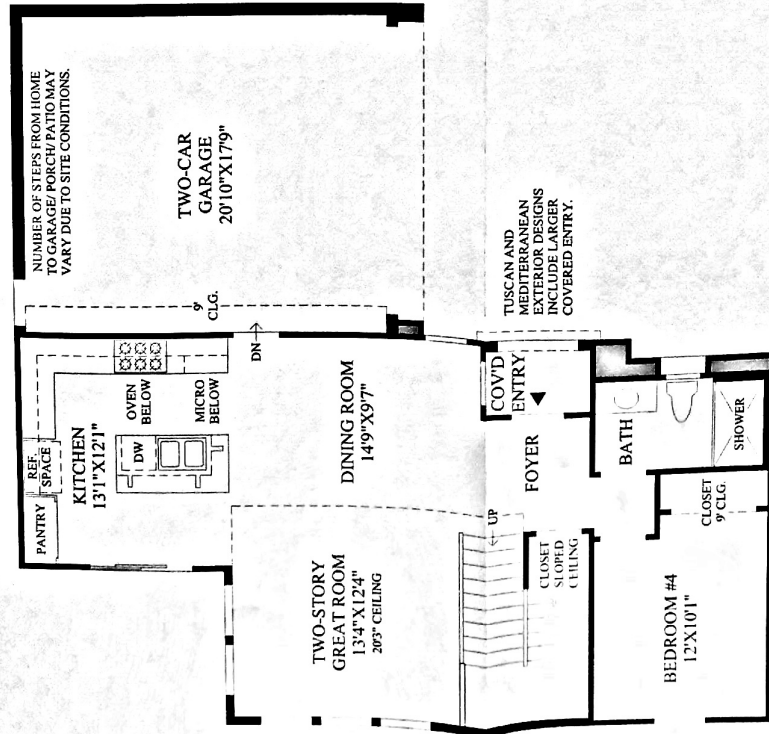 NUMBER OF STEPS FROM HOME
TO GARAGE/ PORCH/ PATIO MAY
VARY DUE TO SITE CONDITIONS.
TWO-CAR
GARAGE
20'10"X17'9"
9'
CLG.
DN
REF.
SPACE
PANTRY
KITCHEN
13'1"X12'1"
DW
OVEN
BELOW
MICRO
BELOW
DINING ROOM
14'9"X9'7"
TUSCAN AND
MEDITERRANEAN
EXTERIOR DESIGNS
INCLUDE LARGER
COVERED ENTRY.
COV'D
ENTRY
FOYER
UP
TWO-STORY
GREAT ROOM
13'4"X12'4"
20'3" CEILING
CLOSET
SLOPED
CEILING
BATH
SHOWER
CLOSET
9' CLG.
BEDROOM #4
12'X10'1"